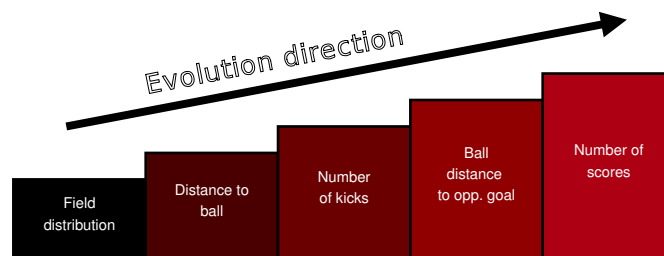 Evolution direction
Field
distribution
Distance to
ball
Number
of kicks
Ball
distance
to opp. goal
Number of
scores